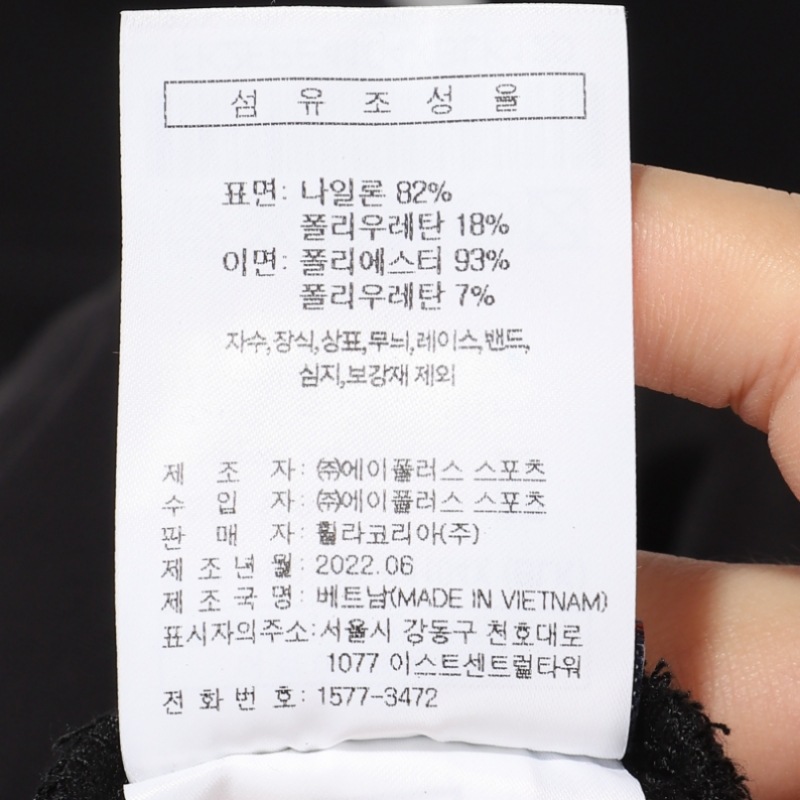 섬 유 조 성 율
표면: 나일론 82%
폴리우레탄 18%
이면: 폴리에스터 93%
폴리우레탄 7%
자수,장식,상표,무늬,레이스,밴드,
심지,보강재 제외
제 조 자: ㈜에이플러스 스포츠
수 입 자: ㈜에이플러스 스포츠
판 매 자: 휠라코리아(주)
제 조 년 월: 2022.06
제 조 국 명: 베트남(MADE IN VIETNAM)
표시자의주소:서울시 강동구 천호대로
1077 이스트센트럴타워
전 화 번 호: 1577-3472